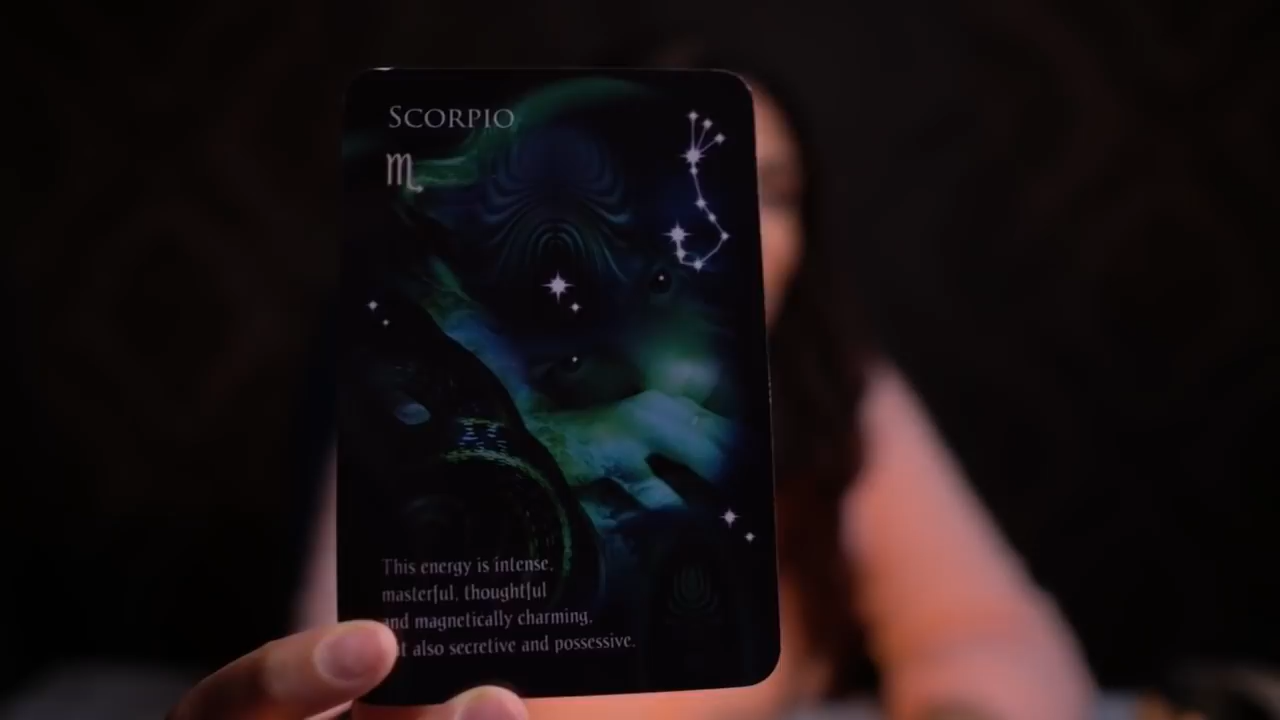 Scorpio
♏
This energy is intense,
masterful, thoughtful
and magnetically charming,
also secretive and possessive.